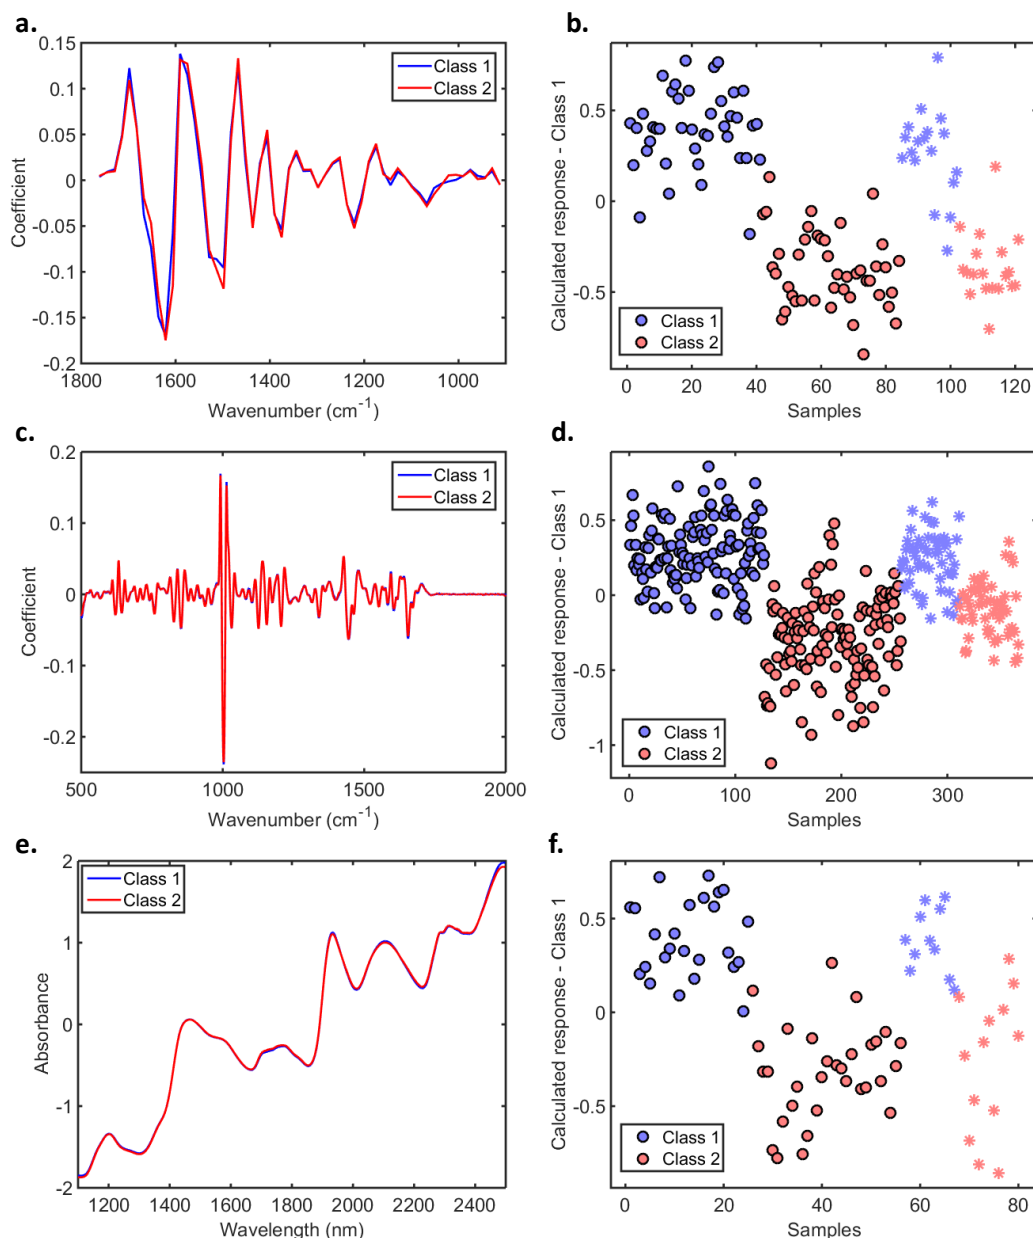 a.
0.15
0.1
0.05
0
-0.05
-0.1
-0.15
-0.2
Coefficient
Class 1
Class 2
1800 1600 1400 1200 1000
Wavenumber (cm-1)
b.
0.5
0
-0.5
Calculated response - Class 1
Class 1
Class 2
0 20 40 60 80 100 120
Samples
c.
0.2
0.1
0
-0.1
-0.2
Coefficient
Class 1
Class 2
500 1000 1500 2000
Wavenumber (cm-1)
d.
0.5
0
-0.5
-1
Calculated response - Class 1
Class 1
Class 2
0 100 200 300
Samples
e.
2
1
0
-1
-2
Absorbance
Class 1
Class 2
1200 1400 1600 1800 2000 2200 2400
Wavelength (nm)
f.
0.5
0
-0.5
Calculated response - Class 1
Class 1
Class 2
0 20 40 60 80
Samples